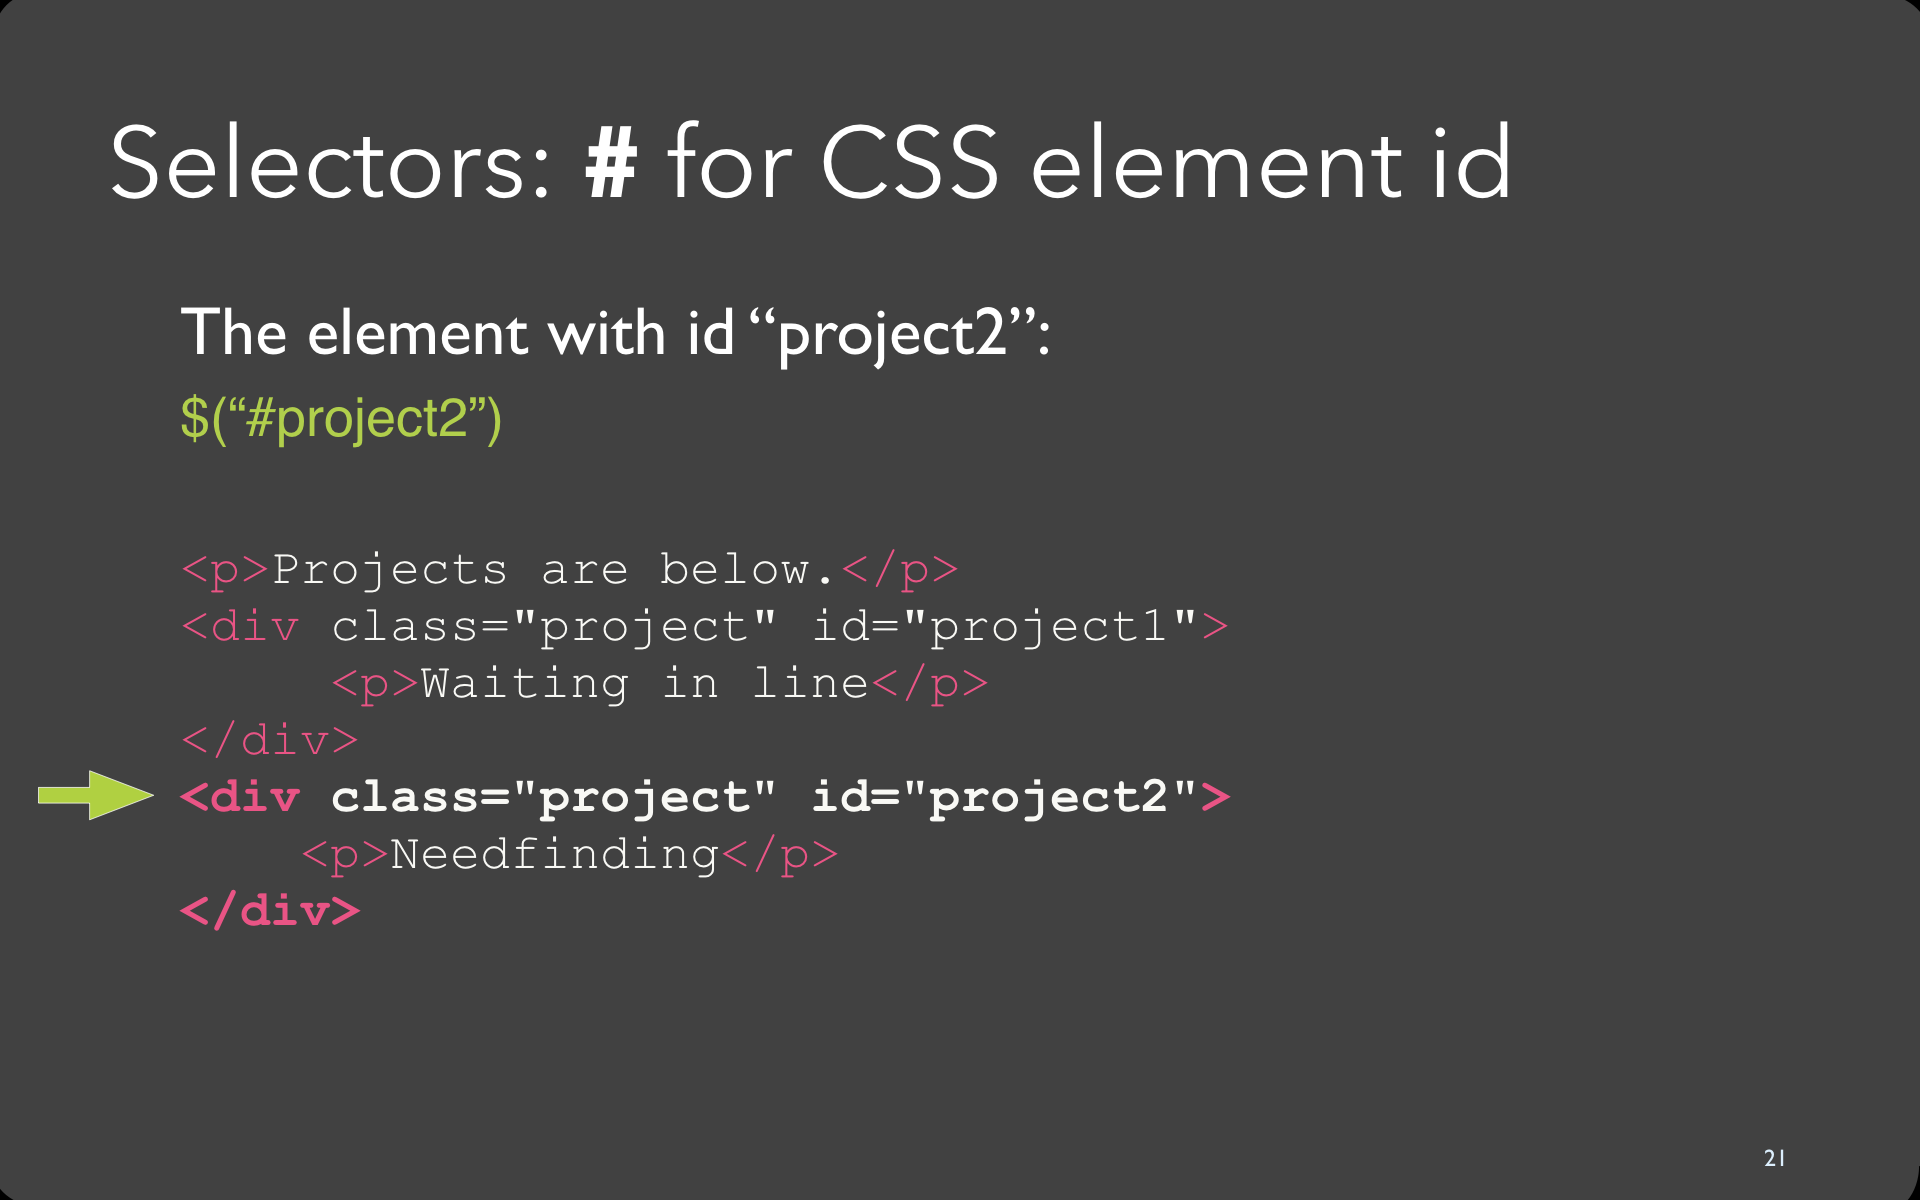 Selectors: # for CSS element id
The element with id “project2”:
$(“#project2”)
<p>Projects are below.</p>
<div class="project" id="project1">
<p>Waiting in line</p>
</div>
<div class="project" id="project2">
<p>Needfinding</p>
</div>
21